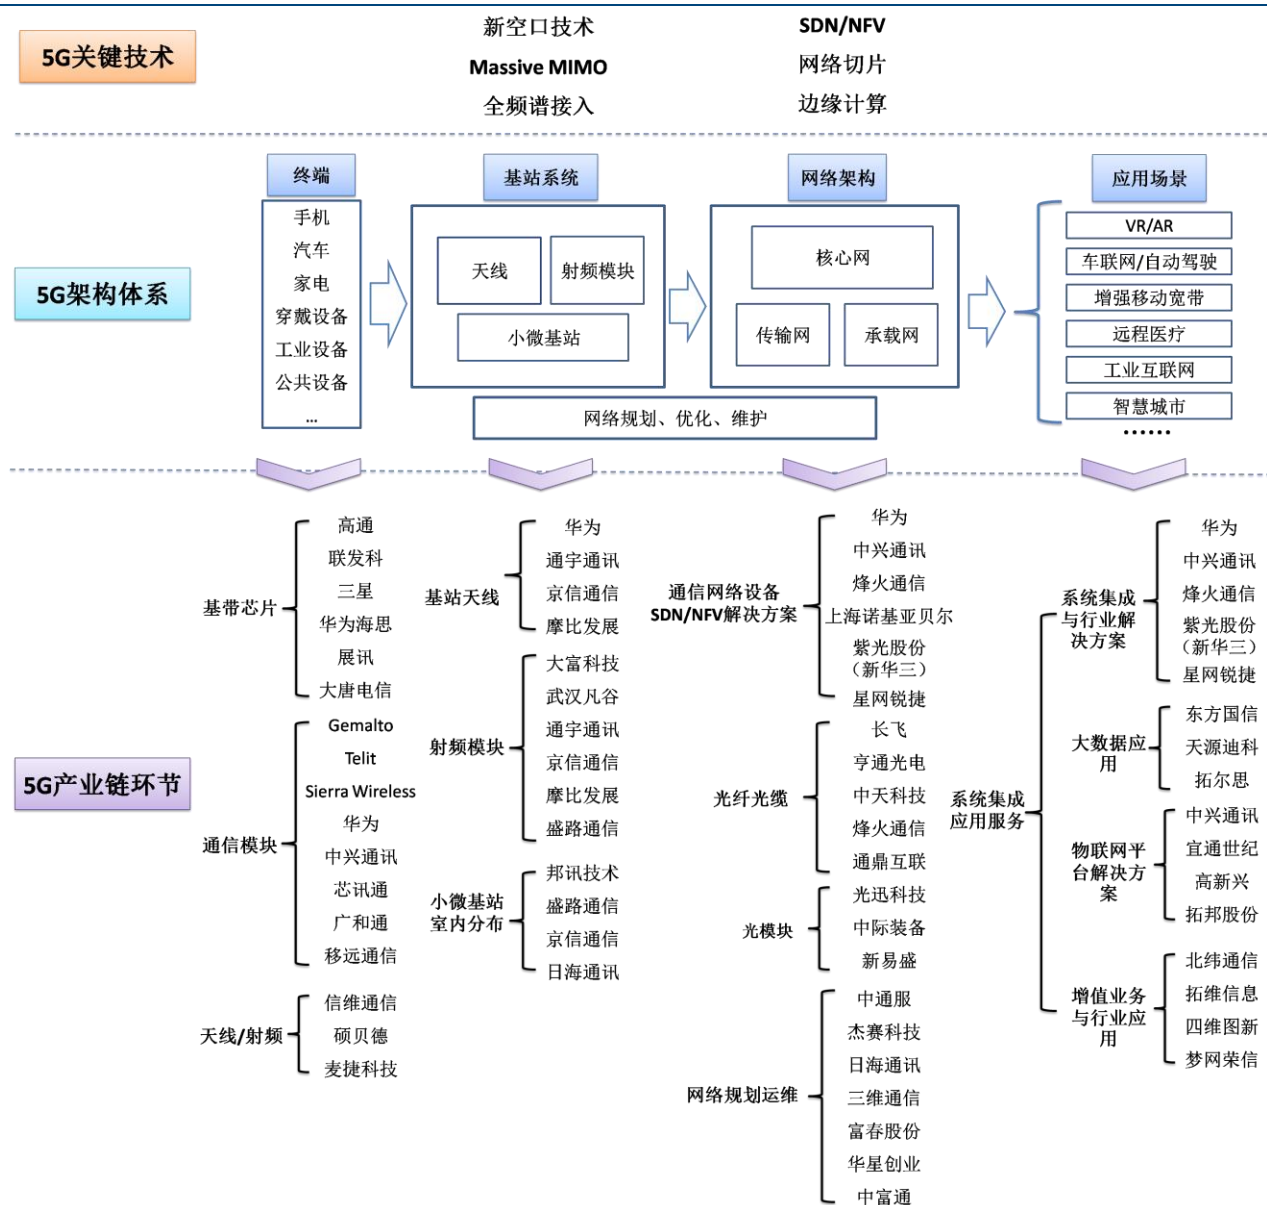 5G关键技术
新空口技术
Massive MIMO
全频谱接入
SDN/NFV
网络切片
边缘计算
5G架构体系
终端
手机
汽车
家电
穿戴设备
工业设备
公共设备
...
基站系统
天线
射频模块
小微基站
网络架构
核心网
传输网
承载网
网络规划、优化、维护
应用场景
VR/AR
车联网/自动驾驶
增强移动宽带
远程医疗
工业互联网
智慧城市
……
5G产业链环节
基带芯片
高通
联发科
三星
华为海思
展讯
大唐电信
通信模块
Gemalto
Telit
Sierra Wireless
华为
中兴通讯
芯讯通
广和通
移远通信
天线/射频
信维通信
硕贝德
麦捷科技
基站天线
华为
通宇通讯
京信通信
摩比发展
射频模块
大富科技
武汉凡谷
通宇通讯
京信通信
摩比发展
盛路通信
小微基站
室内分布
邦讯技术
盛路通信
京信通信
日海通讯
通信网络设备
SDN/NFV解决方案
华为
中兴通讯
烽火通信
上海诺基亚贝尔
紫光股份
（新华三）
星网锐捷
光纤光缆
长飞
亨通光电
中天科技
烽火通信
通鼎互联
光模块
光迅科技
中际装备
新易盛
网络规划运维
中通服
杰赛科技
日海通讯
三维通信
富春股份
华星创业
中富通
系统集成
应用服务
系统集成
与行业解
决方案
华为
中兴通讯
烽火通信
紫光股份
（新华三）
星网锐捷
大数据应
用
东方国信
天源迪科
拓尔思
物联网平
台解决方
案
中兴通讯
宜通世纪
高新兴
拓邦股份
增值业务
与行业应
用
北纬通信
拓维信息
四维图新
梦网荣信